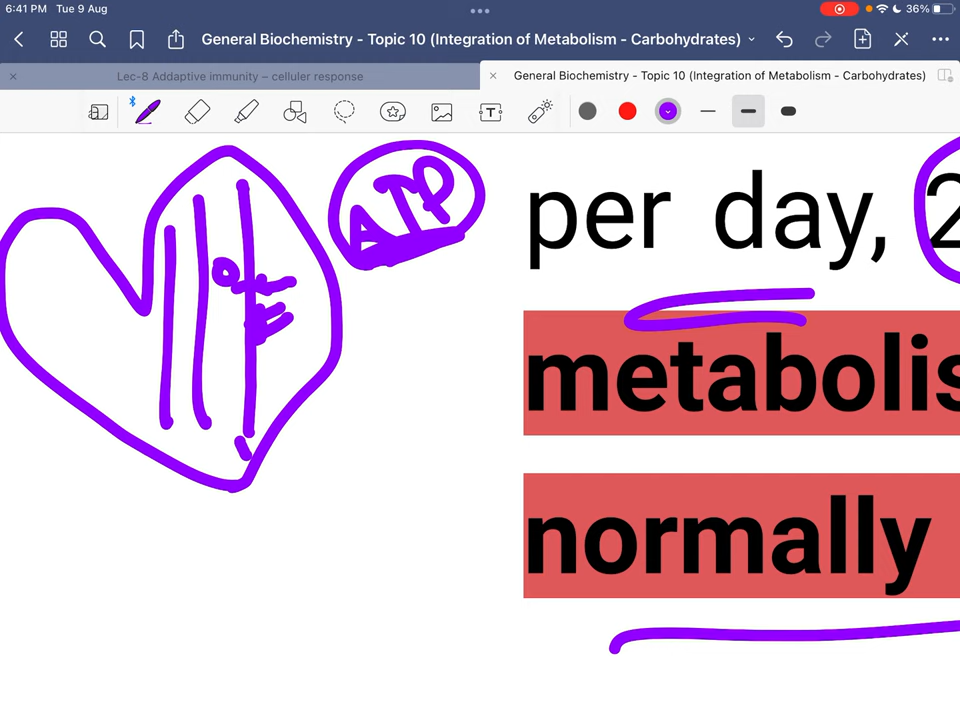 6:41 PM Tue 9 Aug
36%
General Biochemistry - Topic 10 (Integration of Metabolism - Carbohydrates)
Lec-8 Addaptive immunity – celluler response
General Biochemistry - Topic 10 (Integration of Metabolism - Carbohydrates)
T
ATP
per day, 2
metabolis
normally